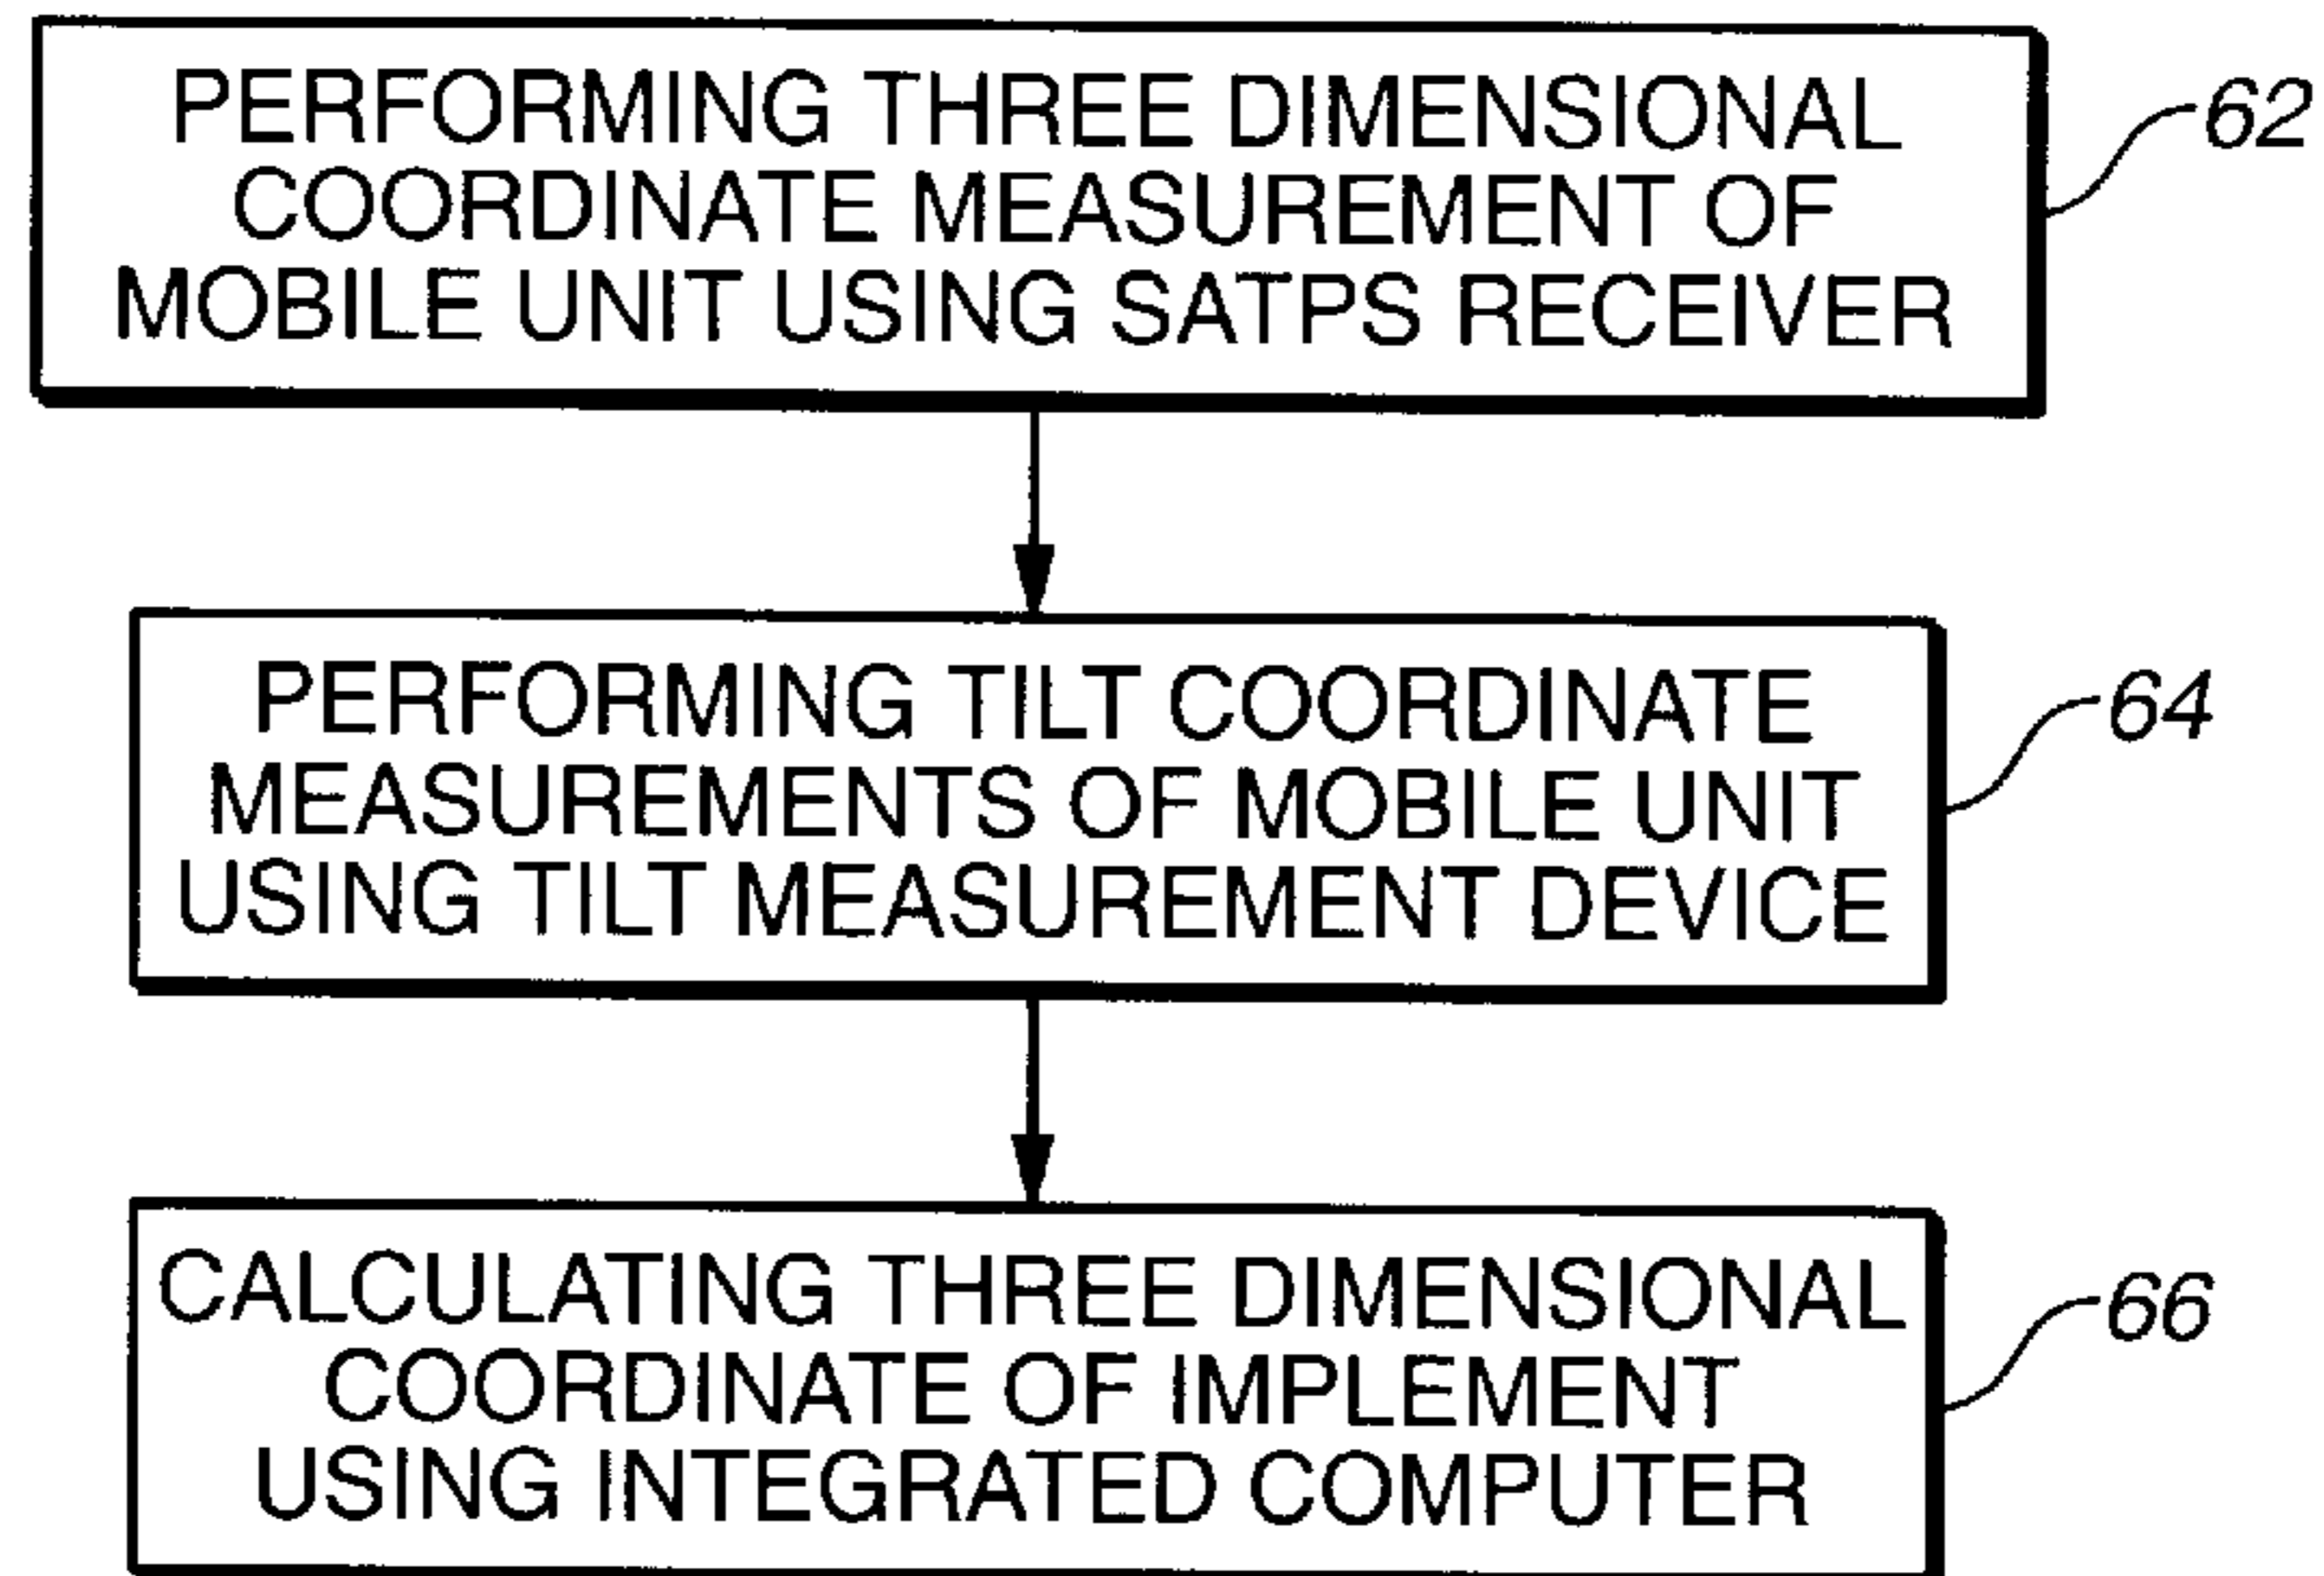 PERFORMING THREE DIMENSIONAL
COORDINATE MEASUREMENT OF
MOBILE UNIT USING SATPS RECEIVER
62
PERFORMING TILT COORDINATE
MEASUREMENTS OF MOBILE UNIT
USING TILT MEASUREMENT DEVICE
64
CALCULATING THREE DIMENSIONAL
COORDINATE OF IMPLEMENT
USING INTEGRATED COMPUTER
66